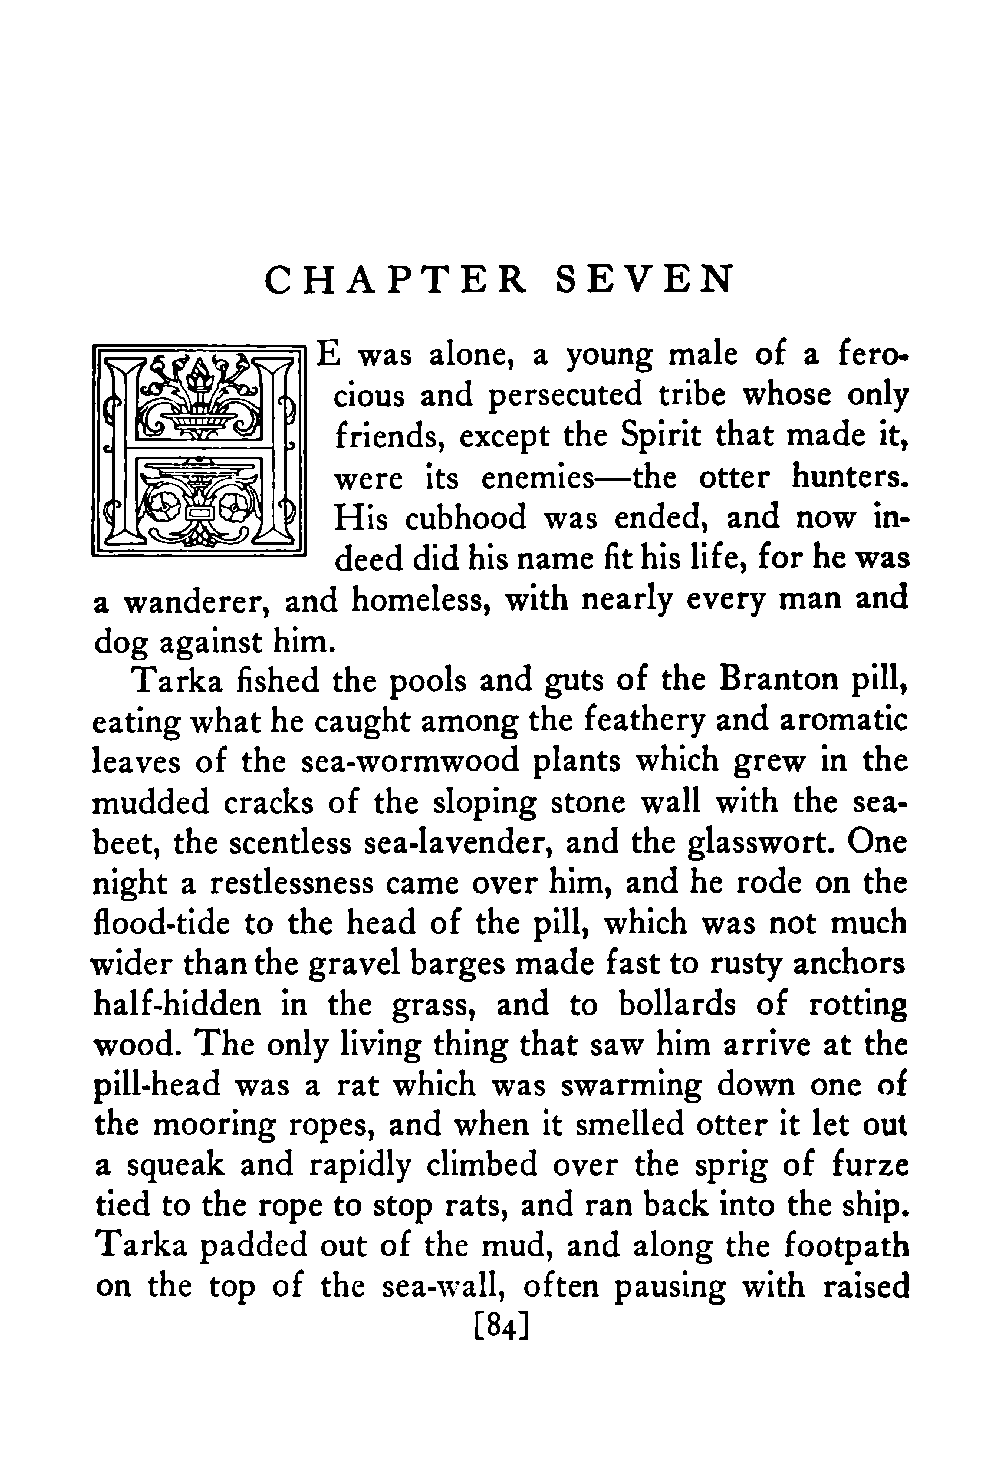 CHAPTER SEVEN
HE was alone, a young male of a fero-
cious and persecuted tribe whose only
friends, except the Spirit that made it,
were its enemies—the otter hunters.
His cubhood was ended, and now in-
deed did his name fit his life, for he was
a wanderer, and homeless, with nearly every man and
dog against him.
Tarka fished the pools and guts of the Branton pill,
eating what he caught among the feathery and aromatic
leaves of the sea-wormwood plants which grew in the
mudded cracks of the sloping stone wall with the sea-
beet, the scentless sea-lavender, and the glasswort. One
night a restlessness came over him, and he rode on the
flood-tide to the head of the pill, which was not much
wider than the gravel barges made fast to rusty anchors
half-hidden in the grass, and to bollards of rotting
wood. The only living thing that saw him arrive at the
pill-head was a rat which was swarming down one of
the mooring ropes, and when it smelled otter it let out
a squeak and rapidly climbed over the sprig of furze
tied to the rope to stop rats, and ran back into the ship.
Tarka padded out of the mud, and along the footpath
on the top of the sea-wall, often pausing with raised
[84]